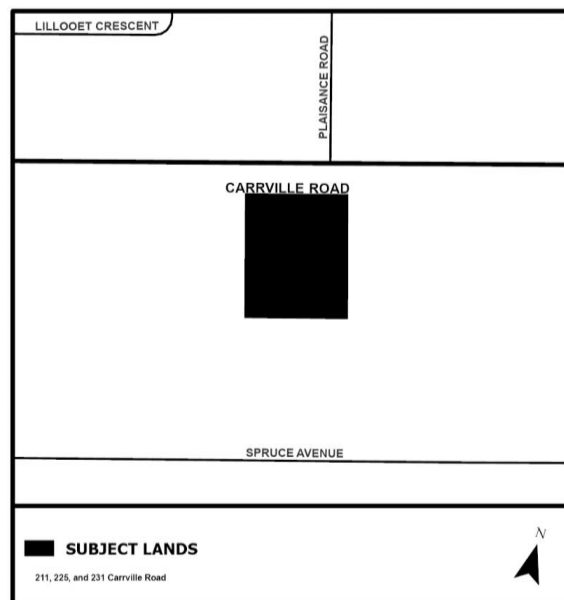 LILLOOET CRESCENT
PLAISANCE ROAD
CARRVILLE ROAD
SPRUCE AVENUE
SUBJECT LANDS
N
211, 225, and 231 Carrville Road